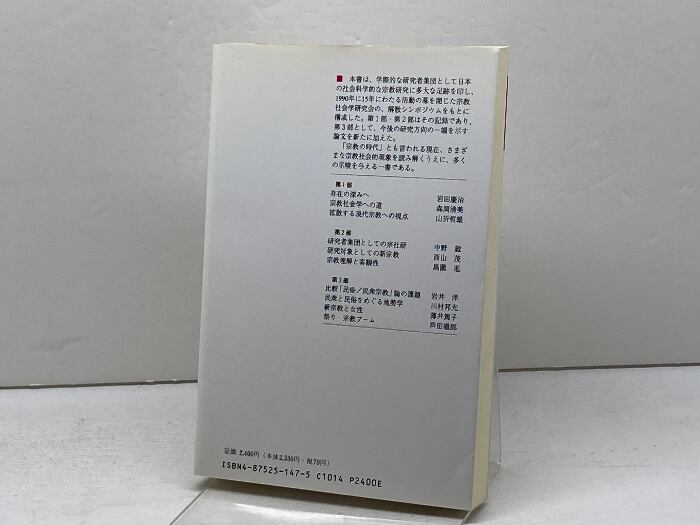 ■ 本書は、学際的な研究者集団として日本
の社会科学的な宗教研究に多大な足跡を印し、
1990年に15年にわたる活動の幕を閉じた宗教
社会学研究会の、解散シンポジウムをもとに
構成した。第1部・第2部はその記録であり、
第3部として、今後の研究方向の一端を示す
論文を新たに加えた。
「宗教の時代」とも言われる現在、さまざ
まな宗教社会的現象を読み解くうえに、多く
の示唆を与える一書である。
第1部
存在の深みへ 岩田慶治
宗教社会学への道 森岡清美
拡散する現代宗教への視点 山折哲雄
第2部
研究者集団としての宗社研 中野 毅
研究対象としての新宗教 西山 茂
宗教理解と客観性 島薗 進
第3部
比較「民俗/民衆宗教」論の課題 岩井 洋
民衆と民俗をめぐる地勢学 川村邦光
新宗教と女性 薄井篤子
祭り・宗教ブーム 芦田徹郎
定価 2,400円(本体2,330円・税70円)
ISBN4-87525-147-5 C1014 P2400E